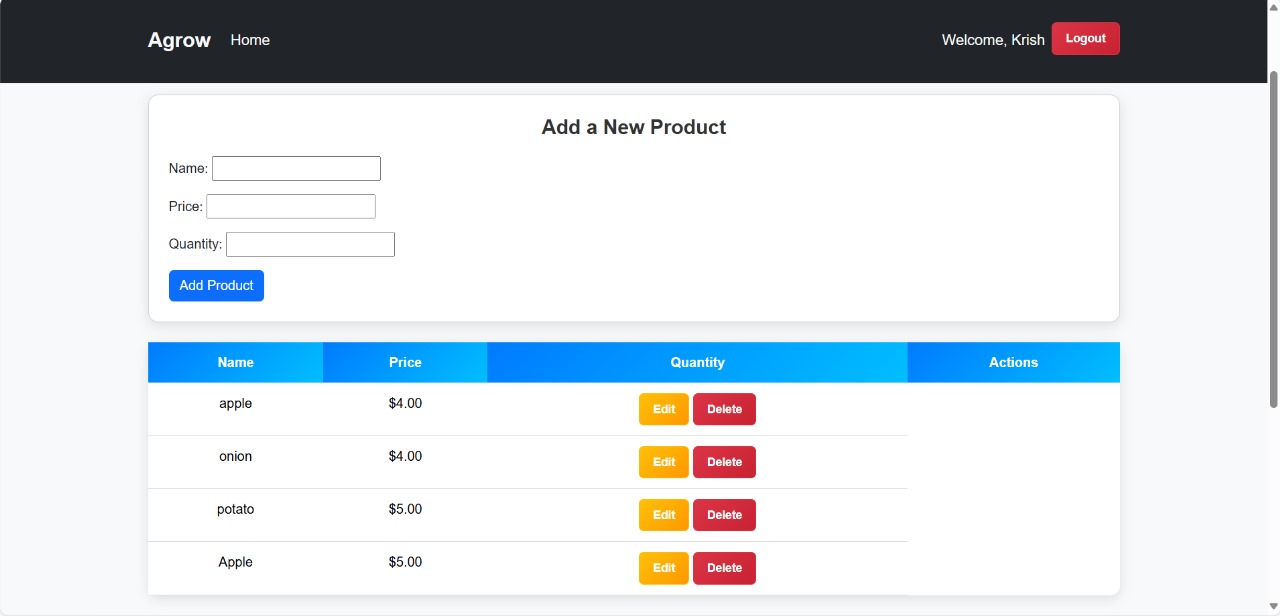 Agrow Home Welcome, Krish Logout
Add a New Product
Name:
Price:
Quantity:
Add Product
Name Price Quantity Actions
apple $4.00 Edit Delete
onion $4.00 Edit Delete
potato $5.00 Edit Delete
Apple $5.00 Edit Delete